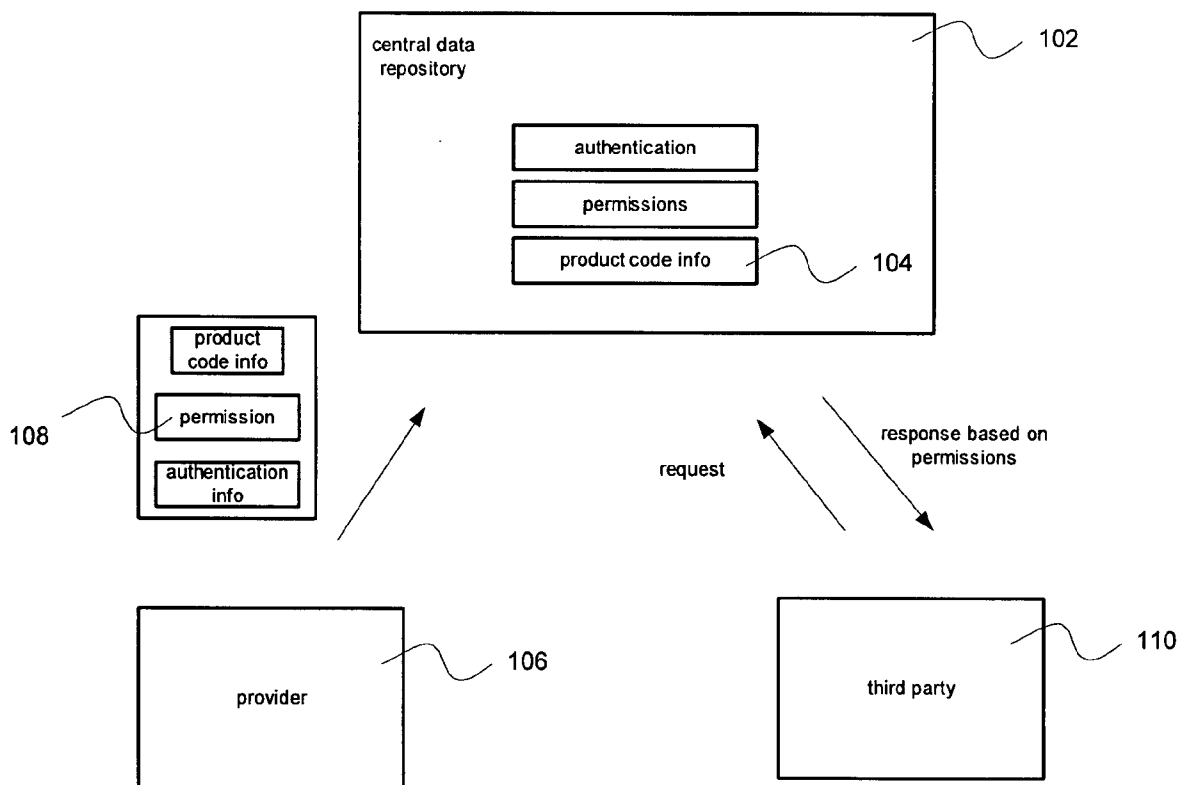 102
central data
repository
authentication
permissions
product code info
104
product
code info
permission
108
authentication
info
request
response based on
permissions
106
provider
110
third party